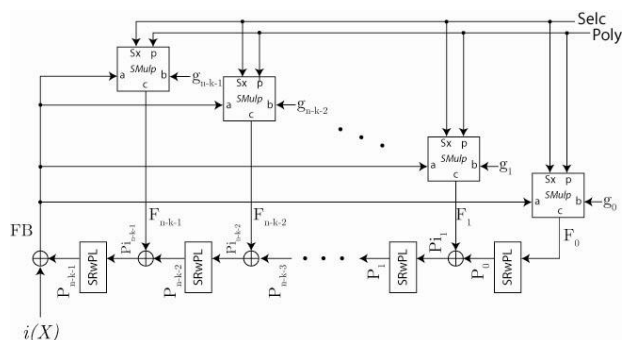 Selc
Poly
Sx p
SMulp
a b
c
g_{n-k-1}
Sx p
SMulp
a b
c
g_{n-k-2}
Sx p
SMulp
a b
c
g_1
Sx p
SMulp
a b
c
g_0
FB
F_{n-k-1}
F_{n-k-2}
F_1
F_0
P_{n-k-1}
SRwPL
Pi_{n-k-1}
P_{n-k-2}
SRwPL
Pi_{n-k-2}
P_{n-k-3}
P_1
SRwPL
Pi_1
P_0
SRwPL
i(X)